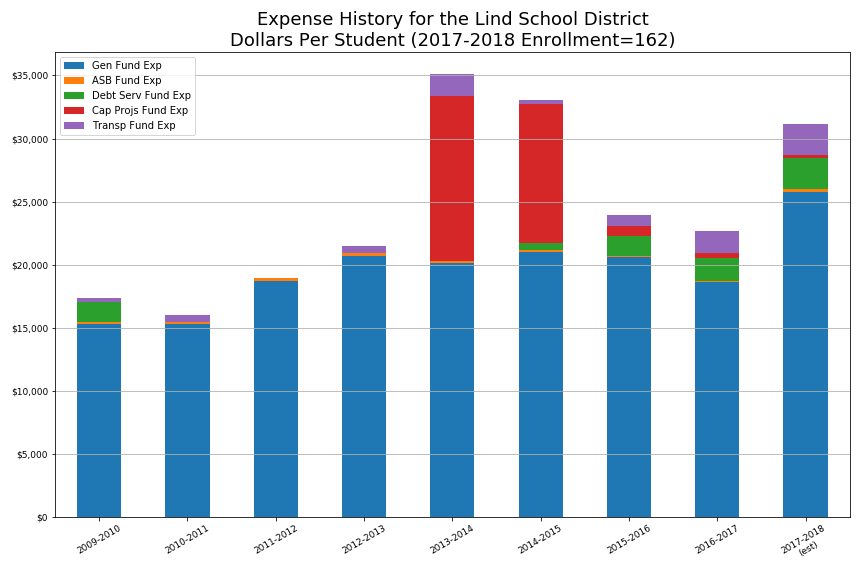 Expense History for the Lind School District
Dollars Per Student (2017-2018 Enrollment=162)
Gen Fund Exp
ASB Fund Exp
Debt Serv Fund Exp
Cap Projs Fund Exp
Transp Fund Exp
$35,000
$30,000
$25,000
$20,000
$15,000
$10,000
$5,000
$0
2009-2010
2010-2011
2011-2012
2012-2013
2013-2014
2014-2015
2015-2016
2016-2017
2017-2018
(est)